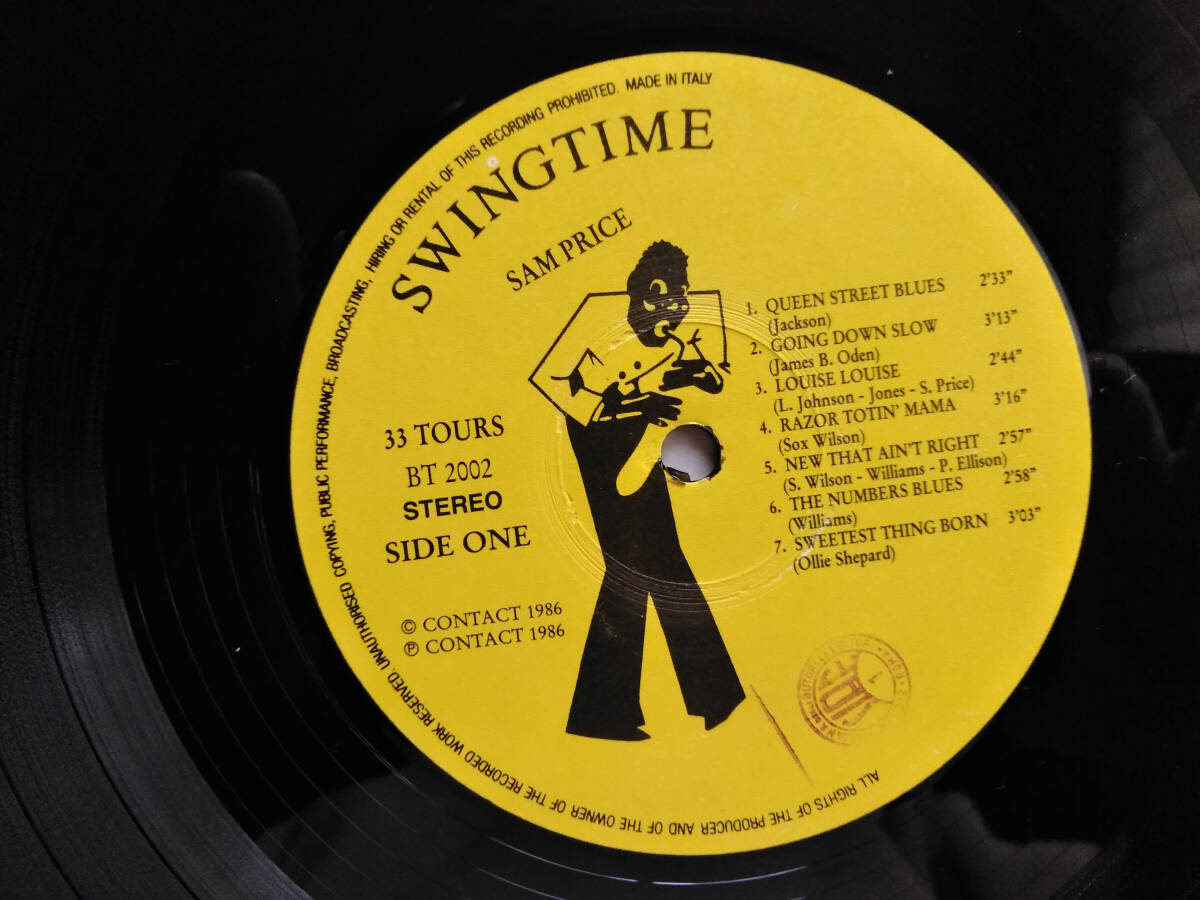 SWINGTIME
SAM PRICE
33 TOURS
BT 2002
STEREO
SIDE ONE
© CONTACT 1986
℗ CONTACT 1986
1. QUEEN STREET BLUES 2'33"
(Jackson)
2. GOING DOWN SLOW 3'13"
(James B. Oden)
3. LOUISE LOUISE 2'44"
(L. Johnson - Jones - S. Price)
4. RAZOR TOTIN' MAMA 3'16"
(Sox Wilson)
5. NEW THAT AIN'T RIGHT 2'57"
(S. Wilson - Williams - P. Ellison)
6. THE NUMBERS BLUES 2'58"
(Williams)
7. SWEETEST THING BORN 3'03"
(Ollie Shepard)
ALL RIGHTS OF THE PRODUCER AND OF THE OWNER OF THE RECORDED WORK RESERVED. UNAUTHORISED COPYING, PUBLIC PERFORMANCE, BROADCASTING, HIRING OR RENTAL OF THIS RECORDING PROHIBITED. MADE IN ITALY